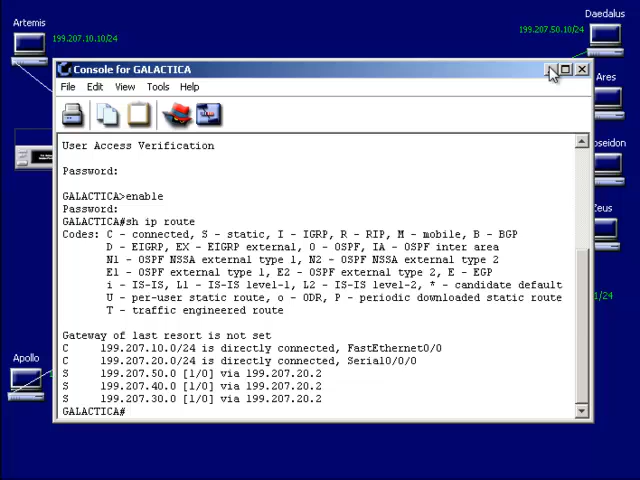 Artemis
Daedalus
199.207.10.10/24
199.207.50.10/24
Console for GALACTICA
File Edit View Tools Help
Ares
User Access Verification
oseidon
Password:
GALACTICA>enable
Password:
Zeus
GALACTICA#sh ip route
Codes: C - connected, S - static, I - IGRP, R - RIP, M - mobile, B - BGP
D - EIGRP, EX - EIGRP external, O - OSPF, IA - OSPF inter area
N1 - OSPF NSSA external type 1, N2 - OSPF NSSA external type 2
E1 - OSPF external type 1, E2 - OSPF external type 2, E - EGP
i - IS-IS, L1 - IS-IS level-1, L2 - IS-IS level-2, * - candidate default
U - per-user static route, o - ODR, P - periodic downloaded static route
1/24
T - traffic engineered route
Gateway of last resort is not set
C 199.207.10.0/24 is directly connected, FastEthernet0/0
Apollo
C 199.207.20.0/24 is directly connected, Serial0/0/0
S 199.207.50.0 [1/0] via 199.207.20.2
S 199.207.40.0 [1/0] via 199.207.20.2
S 199.207.30.0 [1/0] via 199.207.20.2
GALACTICA#